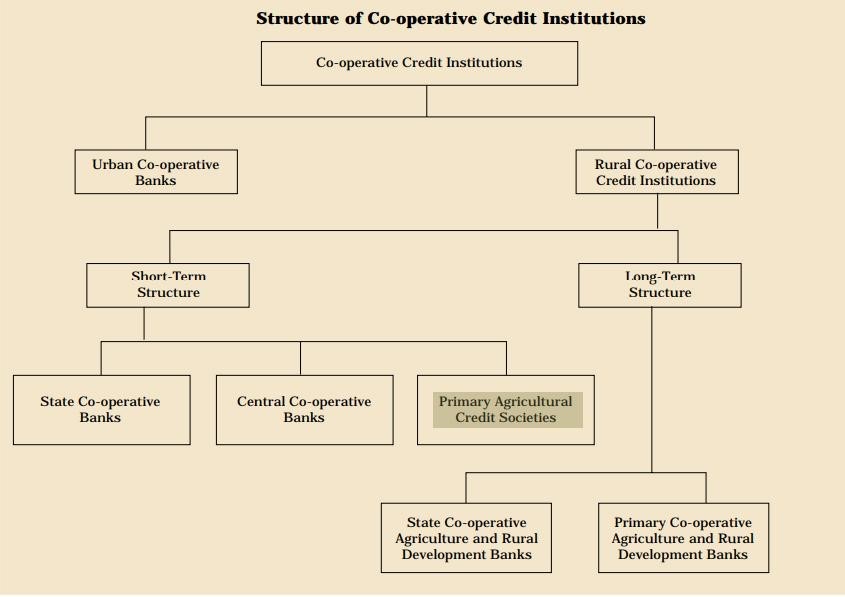 Structure of Co-operative Credit Institutions
Co-operative Credit Institutions
Urban Co-operative
Banks
Rural Co-operative
Credit Institutions
Short-Term
Structure
Long-Term
Structure
State Co-operative
Banks
Central Co-operative
Banks
Primary Agricultural
Credit Societies
State Co-operative
Agriculture and Rural
Development Banks
Primary Co-operative
Agriculture and Rural
Development Banks